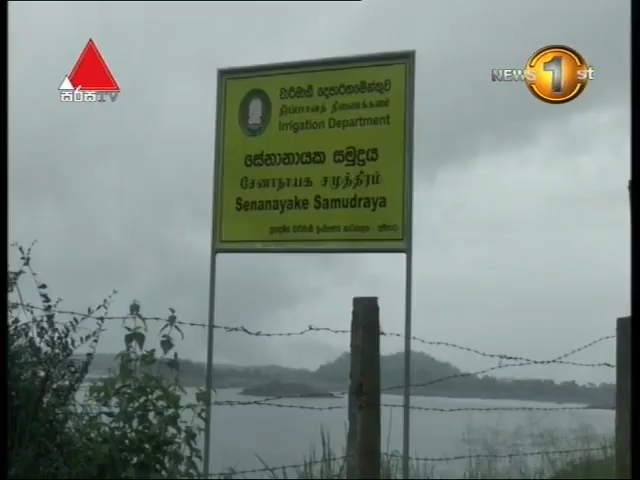 සිරස TV
NEWS 1st
වාරිමාර්ග දෙපාර්තමේන්තුව
நீர்ப்பாசனத் திணைக்களம்
Irrigation Department
සේනානායක සමුද්‍රය
சேனாநாயக சமுத்திரம்
Senanayake Samudraya